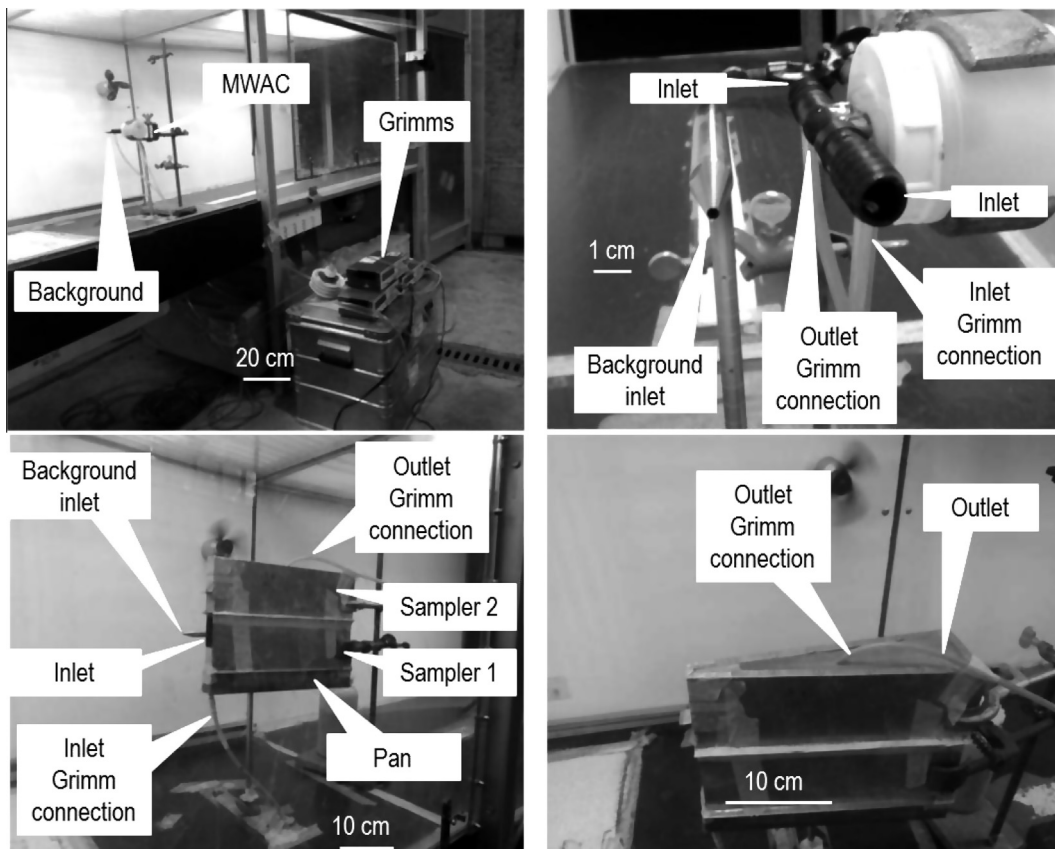 MWAC
Grimms
Background
20 cm
Inlet
Inlet
1 cm
Background
inlet
Outlet
Grimm
connection
Inlet
Grimm
connection
Background
inlet
Outlet
Grimm
connection
Sampler 2
Inlet
Sampler 1
Inlet
Grimm
connection
Pan
10 cm
Outlet
Grimm
connection
Outlet
10 cm